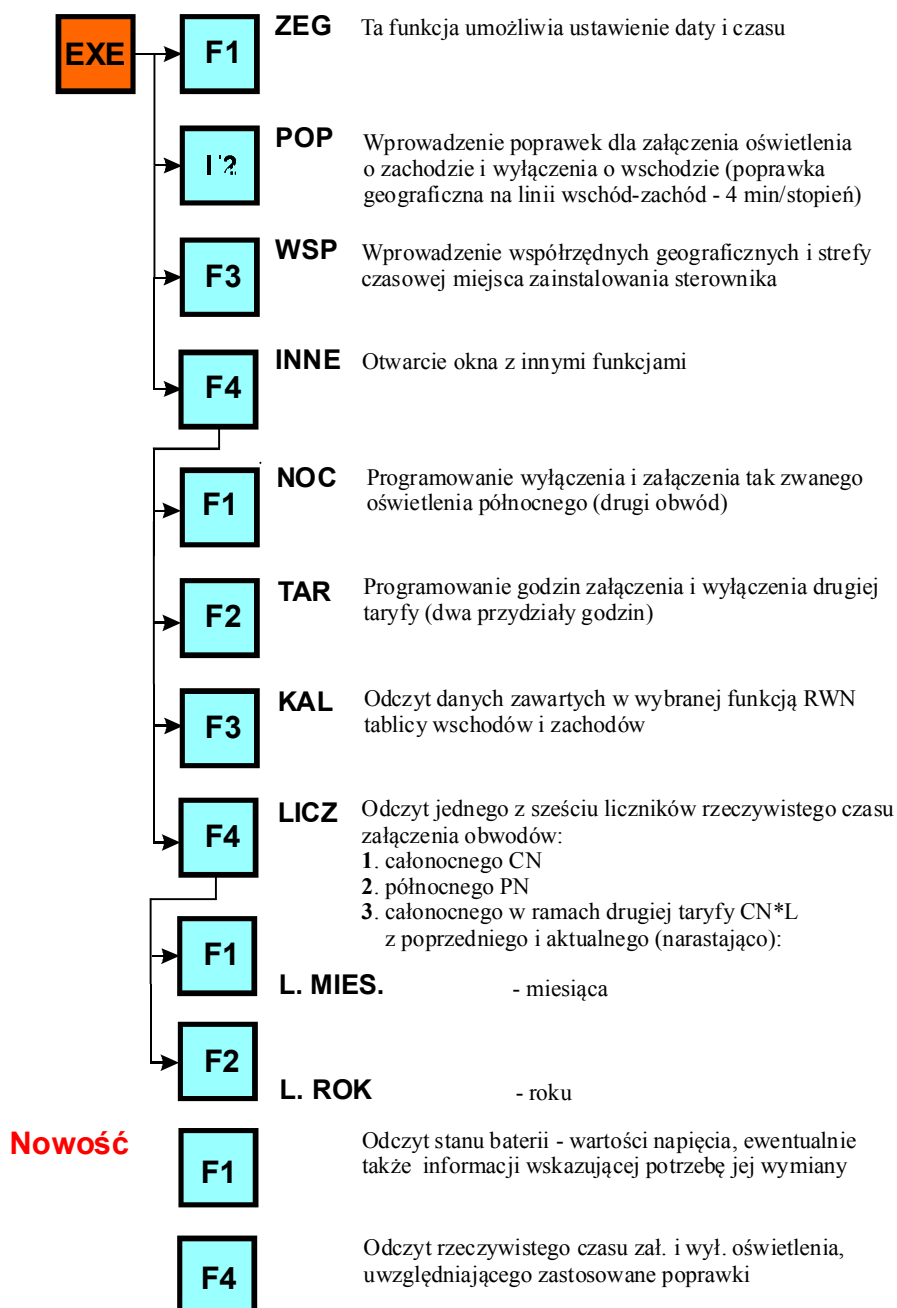 EXE
F1
ZEG
Ta funkcja umożliwia ustawienie daty i czasu
POP
Wprowadzenie poprawek dla załączenia oświetlenia
o zachodzie i wyłączenia o wschodzie (poprawka
geograficzna na linii wschód-zachód - 4 min/stopień)
F3
WSP
Wprowadzenie współrzędnych geograficznych i strefy
czasowej miejsca zainstalowania sterownika
F4
INNE
Otwarcie okna z innymi funkcjami
F1
NOC
Programowanie wyłączenia i załączenia tak zwanego
oświetlenia północnego (drugi obwód)
F2
TAR
Programowanie godzin załączenia i wyłączenia drugiej
taryfy (dwa przydziały godzin)
F3
KAL
Odczyt danych zawartych w wybranej funkcją RWN
tablicy wschodów i zachodów
F4
LICZ
Odczyt jednego z sześciu liczników rzeczywistego czasu
załączenia obwodów:
1. całonocnego CN
2. północnego PN
3. całonocnego w ramach drugiej taryfy CN*L
z poprzedniego i aktualnego (narastająco):
F1
L. MIES. - miesiąca
F2
L. ROK - roku
Nowość
F1
Odczyt stanu baterii - wartości napięcia, ewentualnie
także informacji wskazującej potrzebę jej wymiany
F4
Odczyt rzeczywistego czasu zał. i wył. oświetlenia,
uwzględniającego zastosowane poprawki